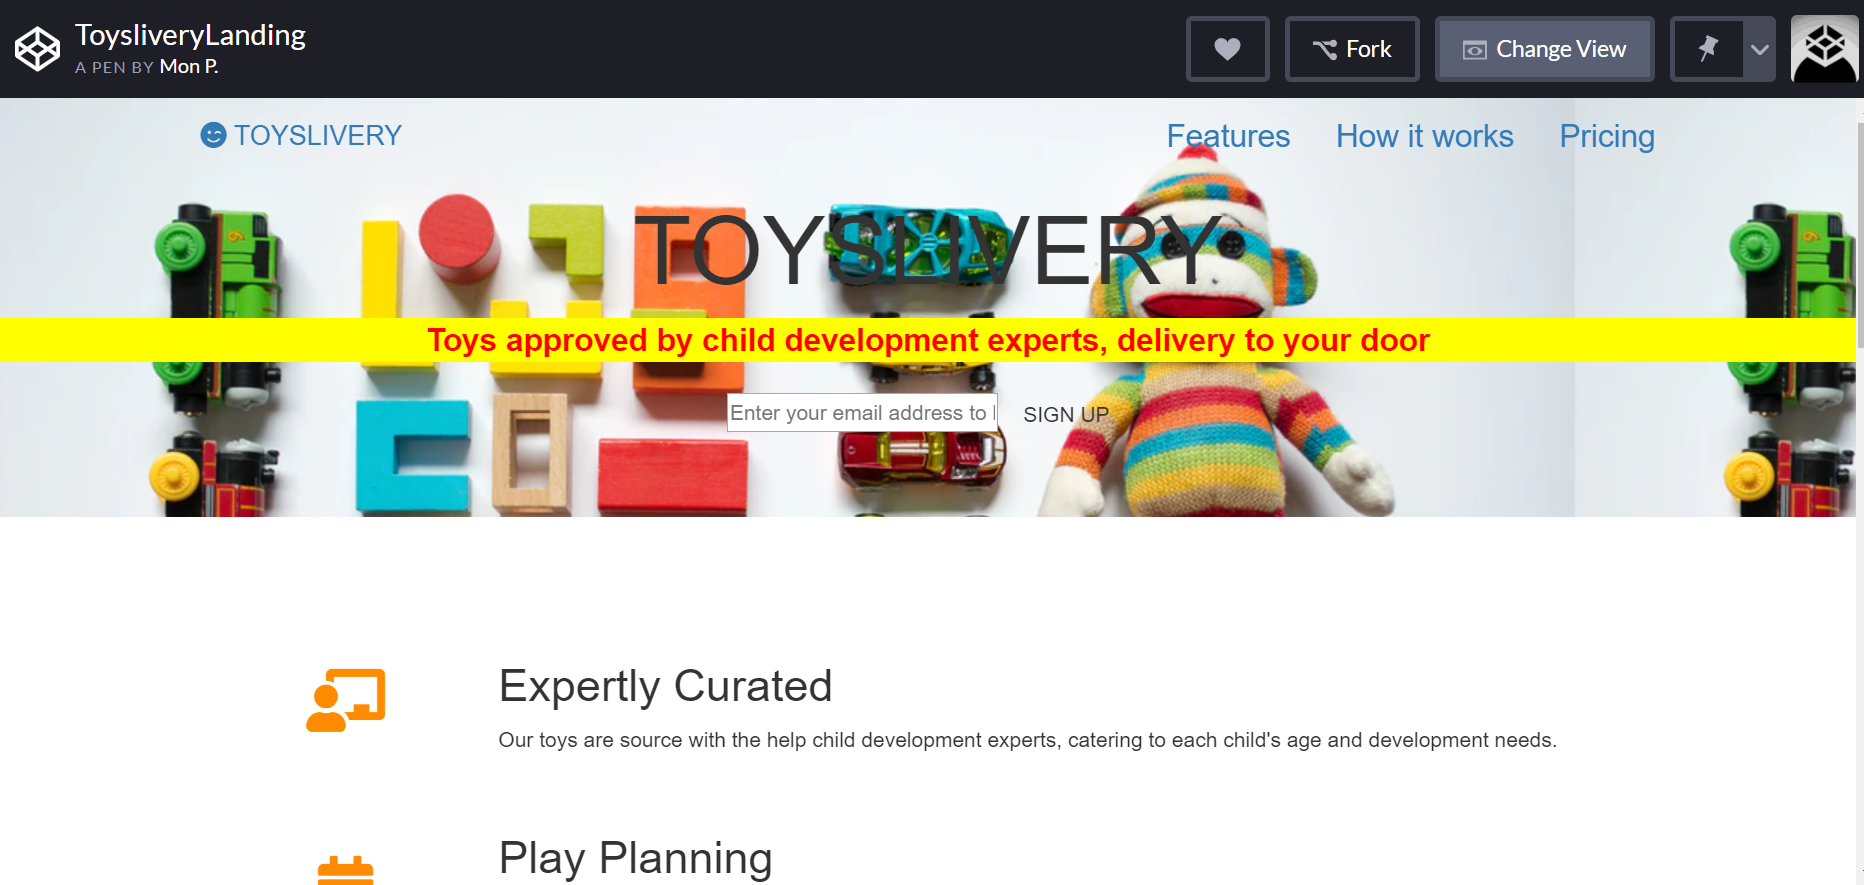 ToysliveryLanding
A PEN BY Mon P.
Fork
Change View
TOYSLIVERY
Features
How it works
Pricing
TOYSLIVERY
Toys approved by child development experts, delivery to your door
Enter your email address to
SIGN UP
Expertly Curated
Our toys are source with the help child development experts, catering to each child's age and development needs.
Play Planning